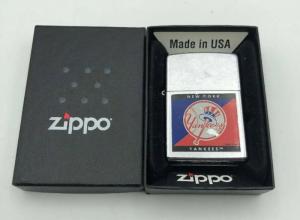 Made in USA
NEW YORK
Yankees
YANKEES
zippo
zippo